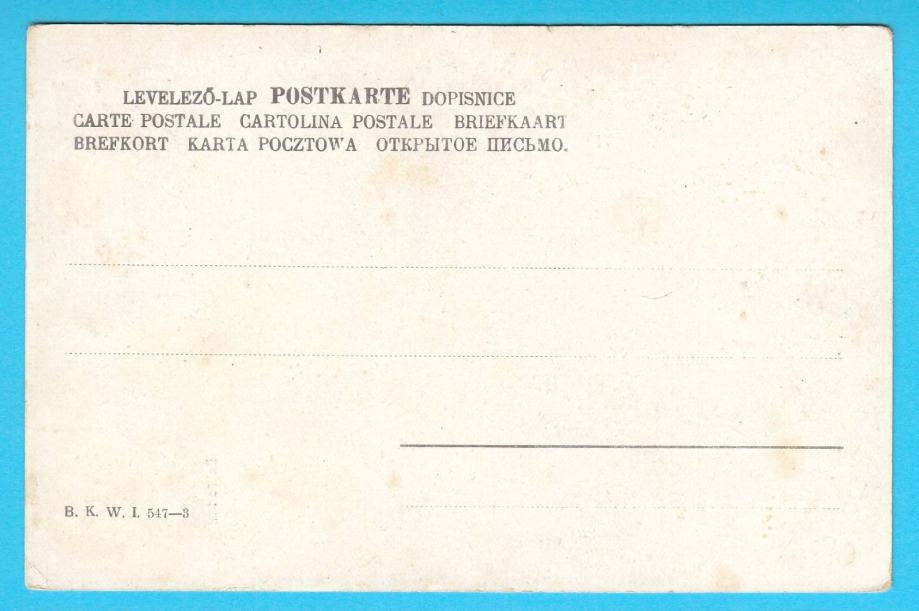 LEVELEZŐ-LAP POSTKARTE DOPISNICE
CARTE POSTALE CARTOLINA POSTALE BRIEFKAART
BREFKORT KARTA POCZTOWA ОТКРЫТОЕ ПИСЬМО.
B. K. W. I. 547—3